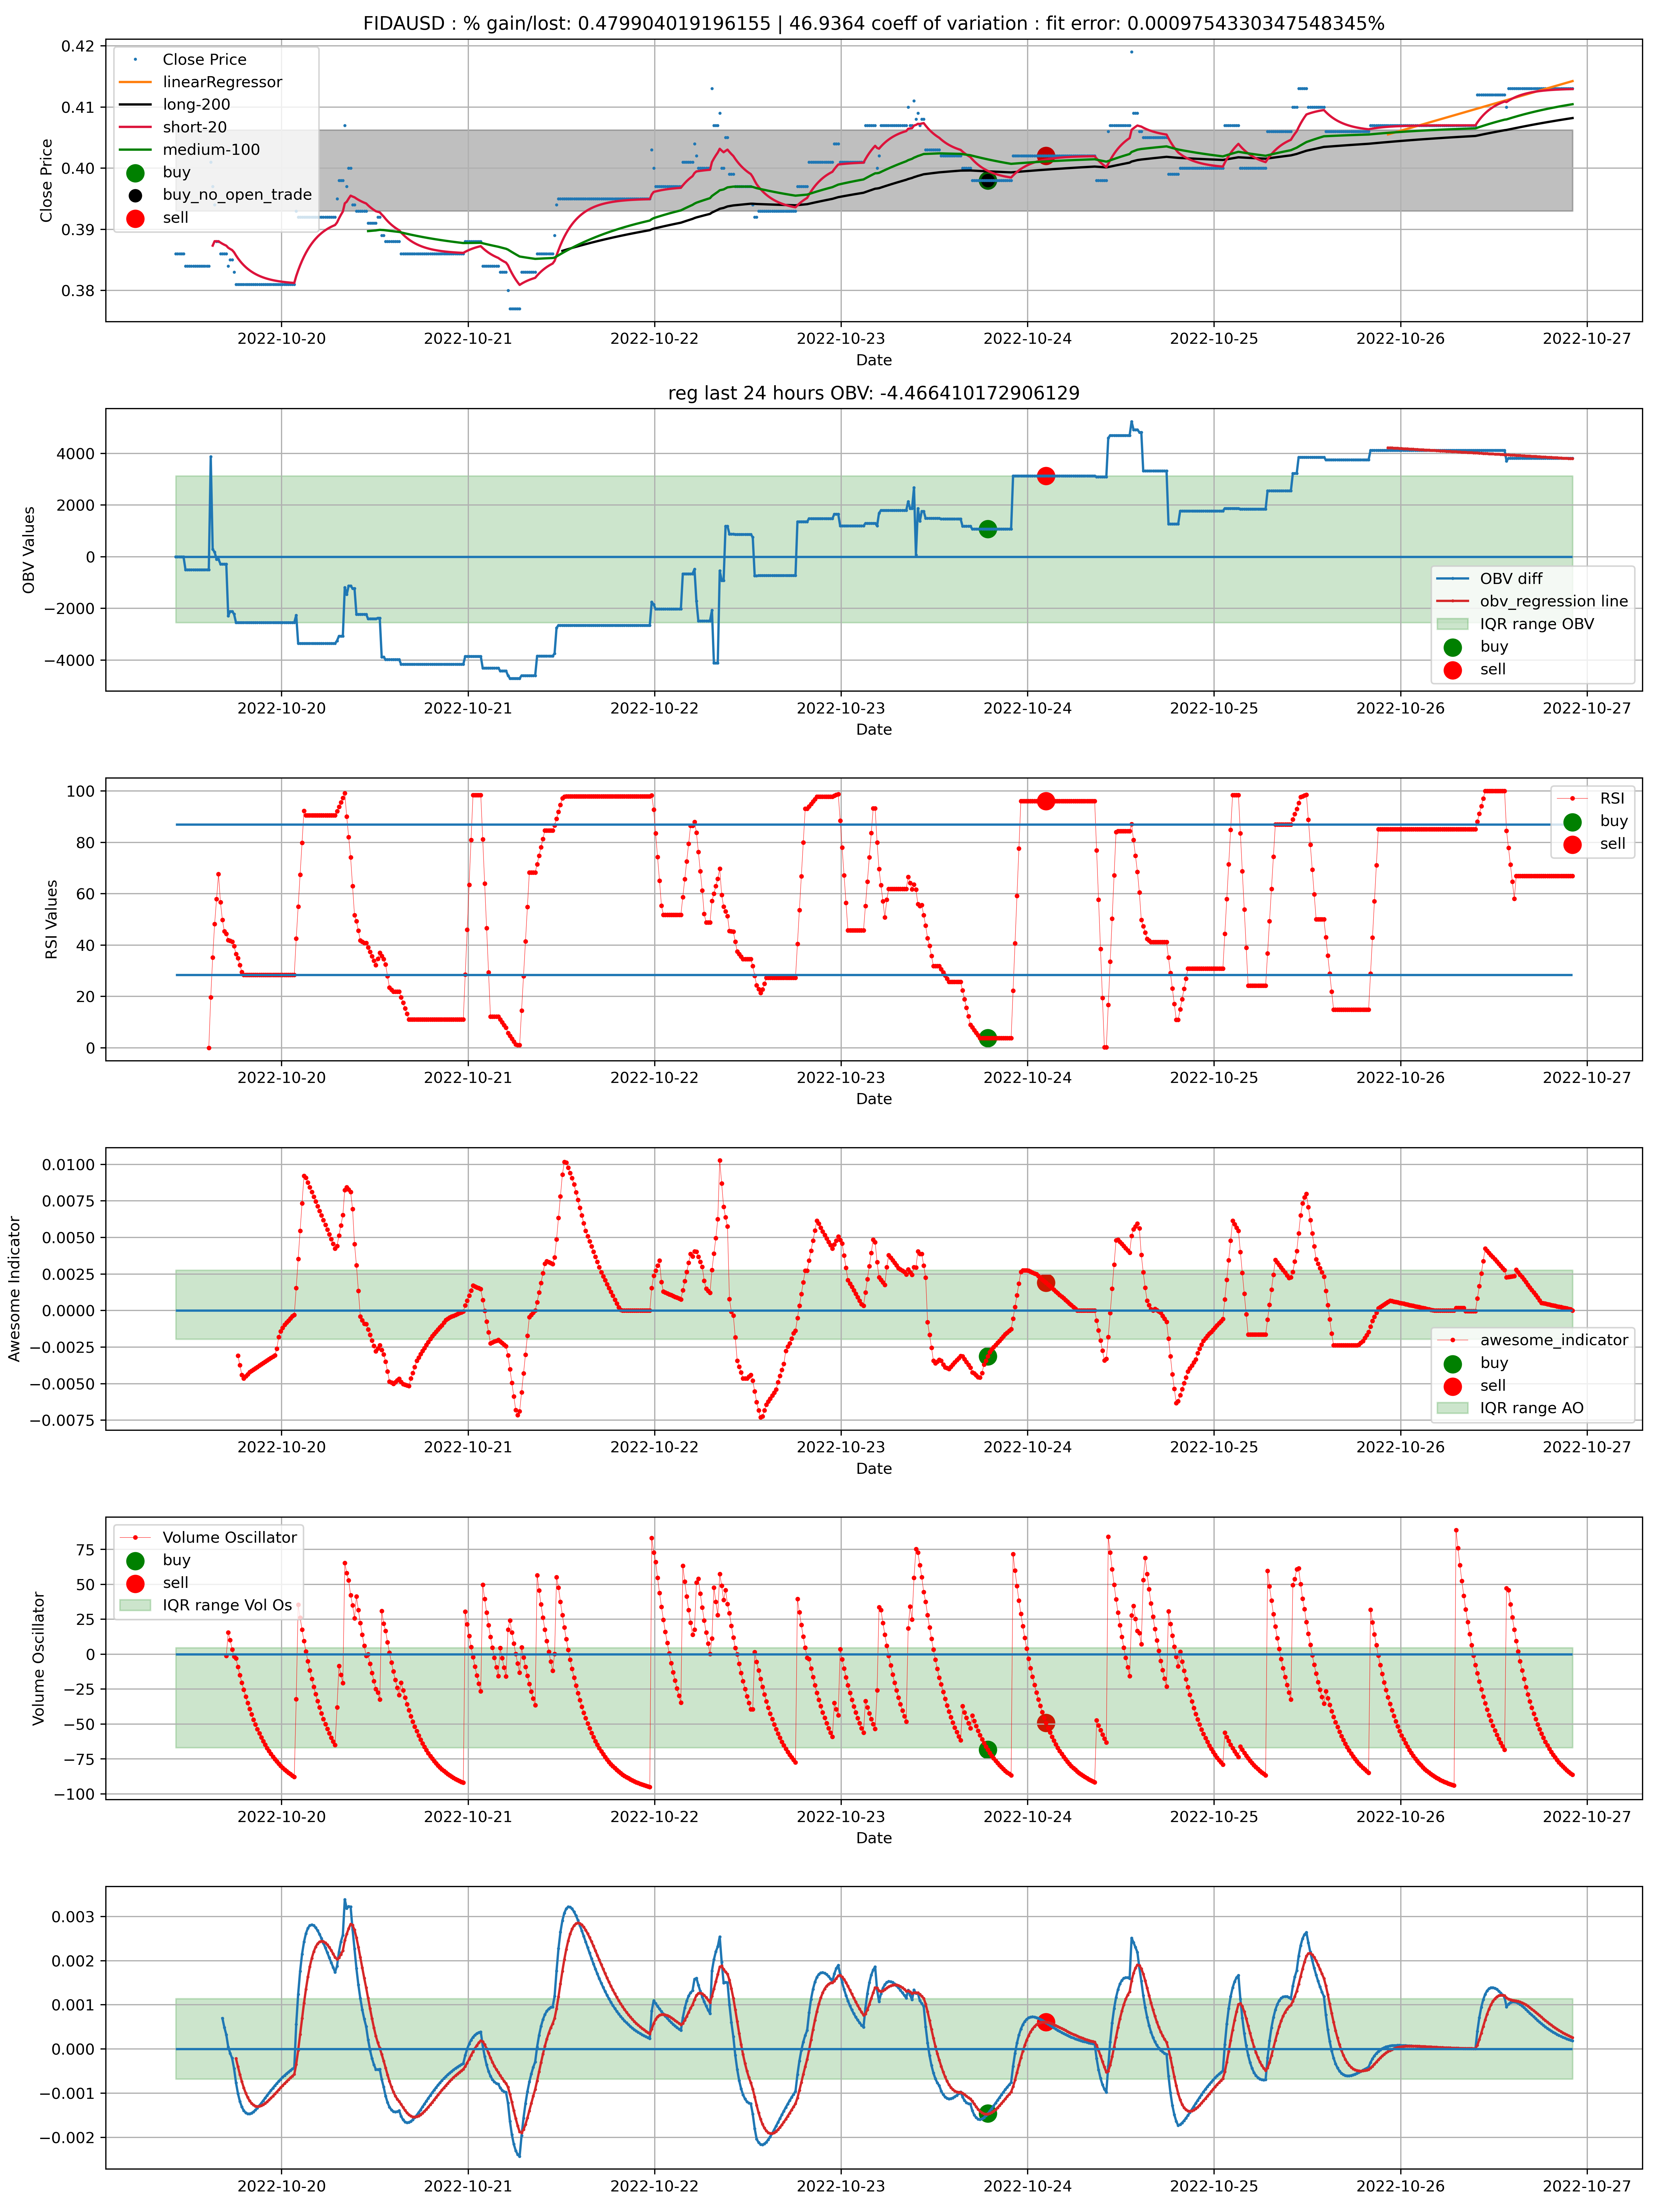 FIDAUSD : % gain/lost: 0.479904019196155 | 46.9364 coeff of variation : fit error: 0.0009754330347548345%
Close Price
0.42
0.41
0.40
0.39
0.38
Close Price
linearRegressor
long-200
short-20
medium-100
buy
buy_no_open_trade
sell
2022-10-20
2022-10-21
2022-10-22
2022-10-23
2022-10-24
2022-10-25
2022-10-26
2022-10-27
Date
reg last 24 hours OBV: -4.466410172906129
OBV Values
4000
2000
0
−2000
−4000
OBV diff
obv_regression line
IQR range OBV
buy
sell
2022-10-20
2022-10-21
2022-10-22
2022-10-23
2022-10-24
2022-10-25
2022-10-26
2022-10-27
Date
RSI Values
100
80
60
40
20
0
RSI
buy
sell
2022-10-20
2022-10-21
2022-10-22
2022-10-23
2022-10-24
2022-10-25
2022-10-26
2022-10-27
Date
Awesome Indicator
0.0100
0.0075
0.0050
0.0025
0.0000
−0.0025
−0.0050
−0.0075
awesome_indicator
buy
sell
IQR range AO
2022-10-20
2022-10-21
2022-10-22
2022-10-23
2022-10-24
2022-10-25
2022-10-26
2022-10-27
Date
Volume Oscillator
75
50
25
0
−25
−50
−75
−100
Volume Oscillator
buy
sell
IQR range Vol Os
2022-10-20
2022-10-21
2022-10-22
2022-10-23
2022-10-24
2022-10-25
2022-10-26
2022-10-27
Date
0.003
0.002
0.001
0.000
−0.001
−0.002
2022-10-20
2022-10-21
2022-10-22
2022-10-23
2022-10-24
2022-10-25
2022-10-26
2022-10-27